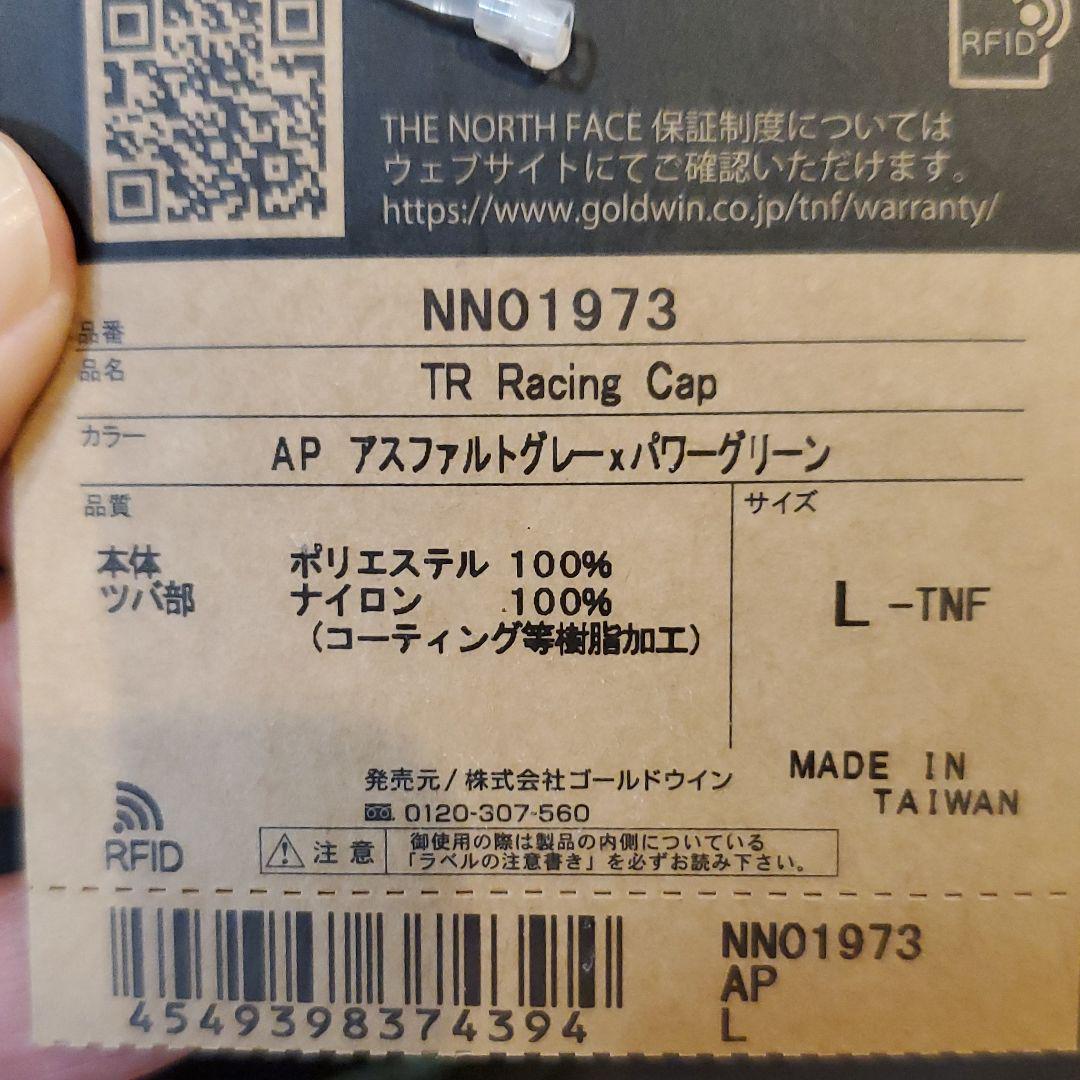 RFID
THE NORTH FACE 保証制度については
ウェブサイトにてご確認いただけます。
https://www.goldwin.co.jp/tnf/warranty/
品番 NN01973
品名 TR Racing Cap
カラー AP アスファルトグレーxパワーグリーン
品質 サイズ
本体 ポリエステル 100%
ツバ部 ナイロン 100%
(コーティング等樹脂加工)
L -TNF
MADE IN
TAIWAN
発売元/株式会社ゴールドウイン
0120-307-560
RFID
注意 御使用の際は製品の内側についている
「ラベルの注意書き」を必ずお読み下さい。
4549398374394
NN01973
AP
L